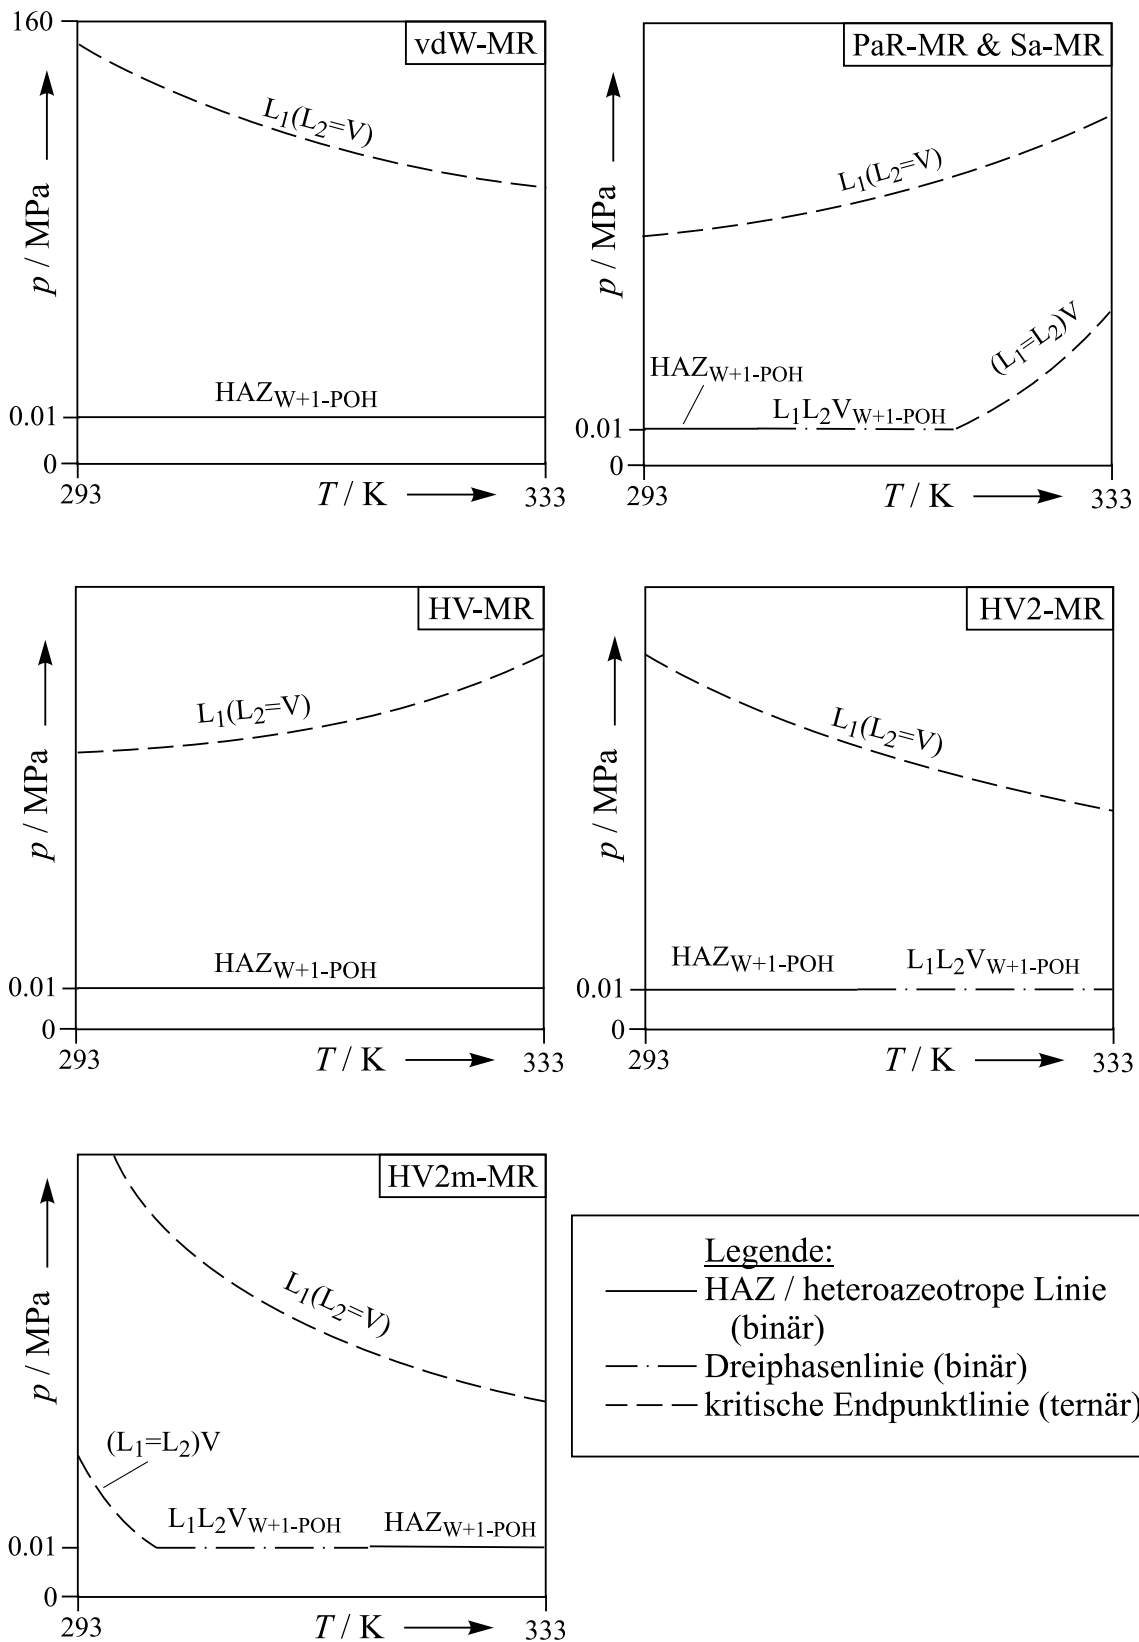 160
vdW-MR
p / MPa
L1(L2=V)
HAZW+1-POH
0.01
0
293
T / K
333
PaR-MR & Sa-MR
p / MPa
L1(L2=V)
(L1=L2)V
HAZW+1-POH
L1L2VW+1-POH
0.01
0
293
T / K
333
HV-MR
p / MPa
L1(L2=V)
HAZW+1-POH
0.01
0
293
T / K
333
HV2-MR
p / MPa
L1(L2=V)
HAZW+1-POH
L1L2VW+1-POH
0.01
0
293
T / K
333
HV2m-MR
p / MPa
L1(L2=V)
(L1=L2)V
L1L2VW+1-POH
HAZW+1-POH
0.01
0
293
T / K
333
Legende:
HAZ / heteroazeotrope Linie
(binär)
Dreiphasenlinie (binär)
kritische Endpunktlinie (ternär)